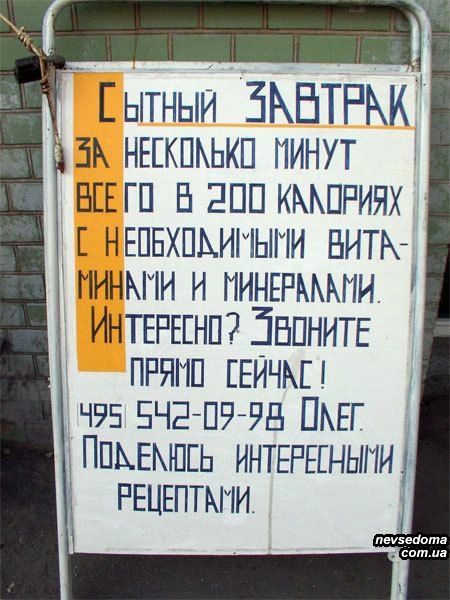 Сытный ЗАВТРАК
ЗА НЕСКОЛЬКО МИНУТ
ВСЕГО В 200 КАЛОРИЯХ
С НЕОБХОДИМЫМИ ВИТА-
МИНАМИ И МИНЕРАЛАМИ.
ИНТЕРЕСНО? ЗВОНИТЕ
ПРЯМО СЕЙЧАС!
|495| 542-09-98 ОЛЕГ.
ПОДЕЛЮСЬ ИНТЕРЕСНЫМИ
РЕЦЕПТАМИ.
nevsedoma
com.ua